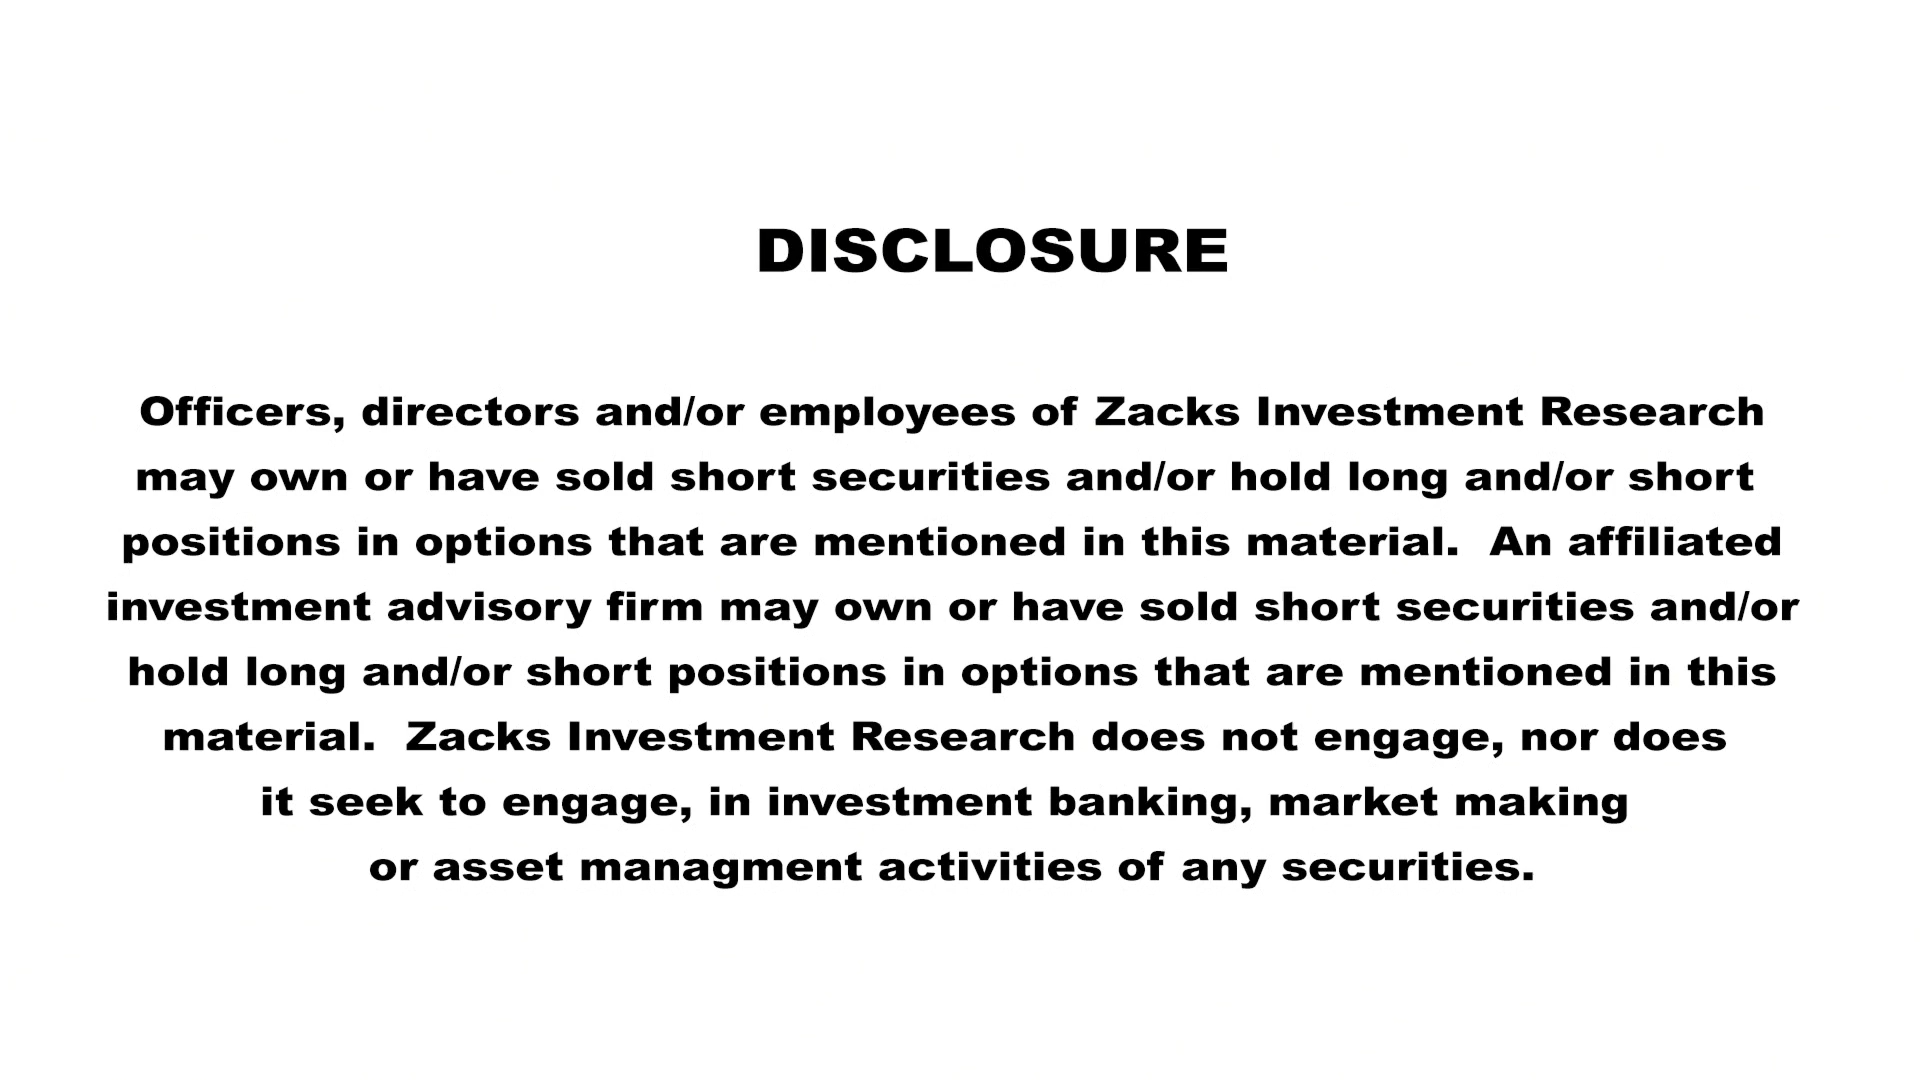 DISCLOSURE
Officers, directors and/or employees of Zacks Investment Research
may own or have sold short securities and/or hold long and/or short
positions in options that are mentioned in this material.  An affiliated
investment advisory firm may own or have sold short securities and/or
hold long and/or short positions in options that are mentioned in this
material.  Zacks Investment Research does not engage, nor does
it seek to engage, in investment banking, market making
or asset managment activities of any securities.